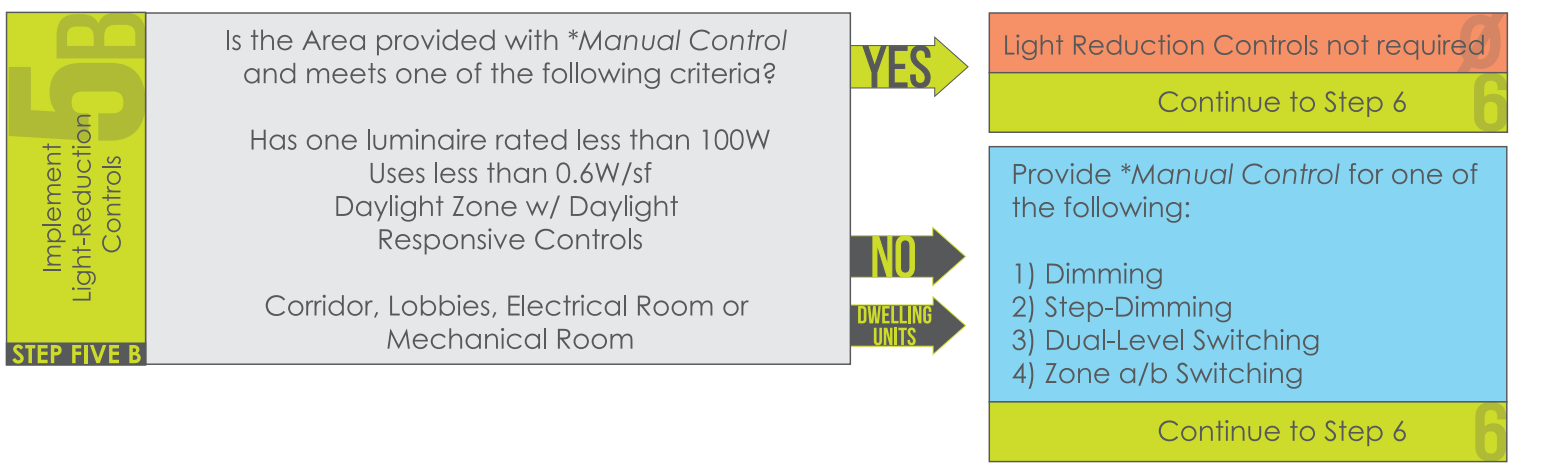 5B
Implement
Light-Reduction
Controls
STEP FIVE B
Is the Area provided with *Manual Control
and meets one of the following criteria?
Has one luminaire rated less than 100W
Uses less than 0.6W/sf
Daylight Zone w/ Daylight
Responsive Controls
Corridor, Lobbies, Electrical Room or
Mechanical Room
YES
Light Reduction Controls not required
Ø
Continue to Step 6
6
NO
DWELLING
UNITS
Provide *Manual Control for one of
the following:
1) Dimming
2) Step-Dimming
3) Dual-Level Switching
4) Zone a/b Switching
Continue to Step 6
6